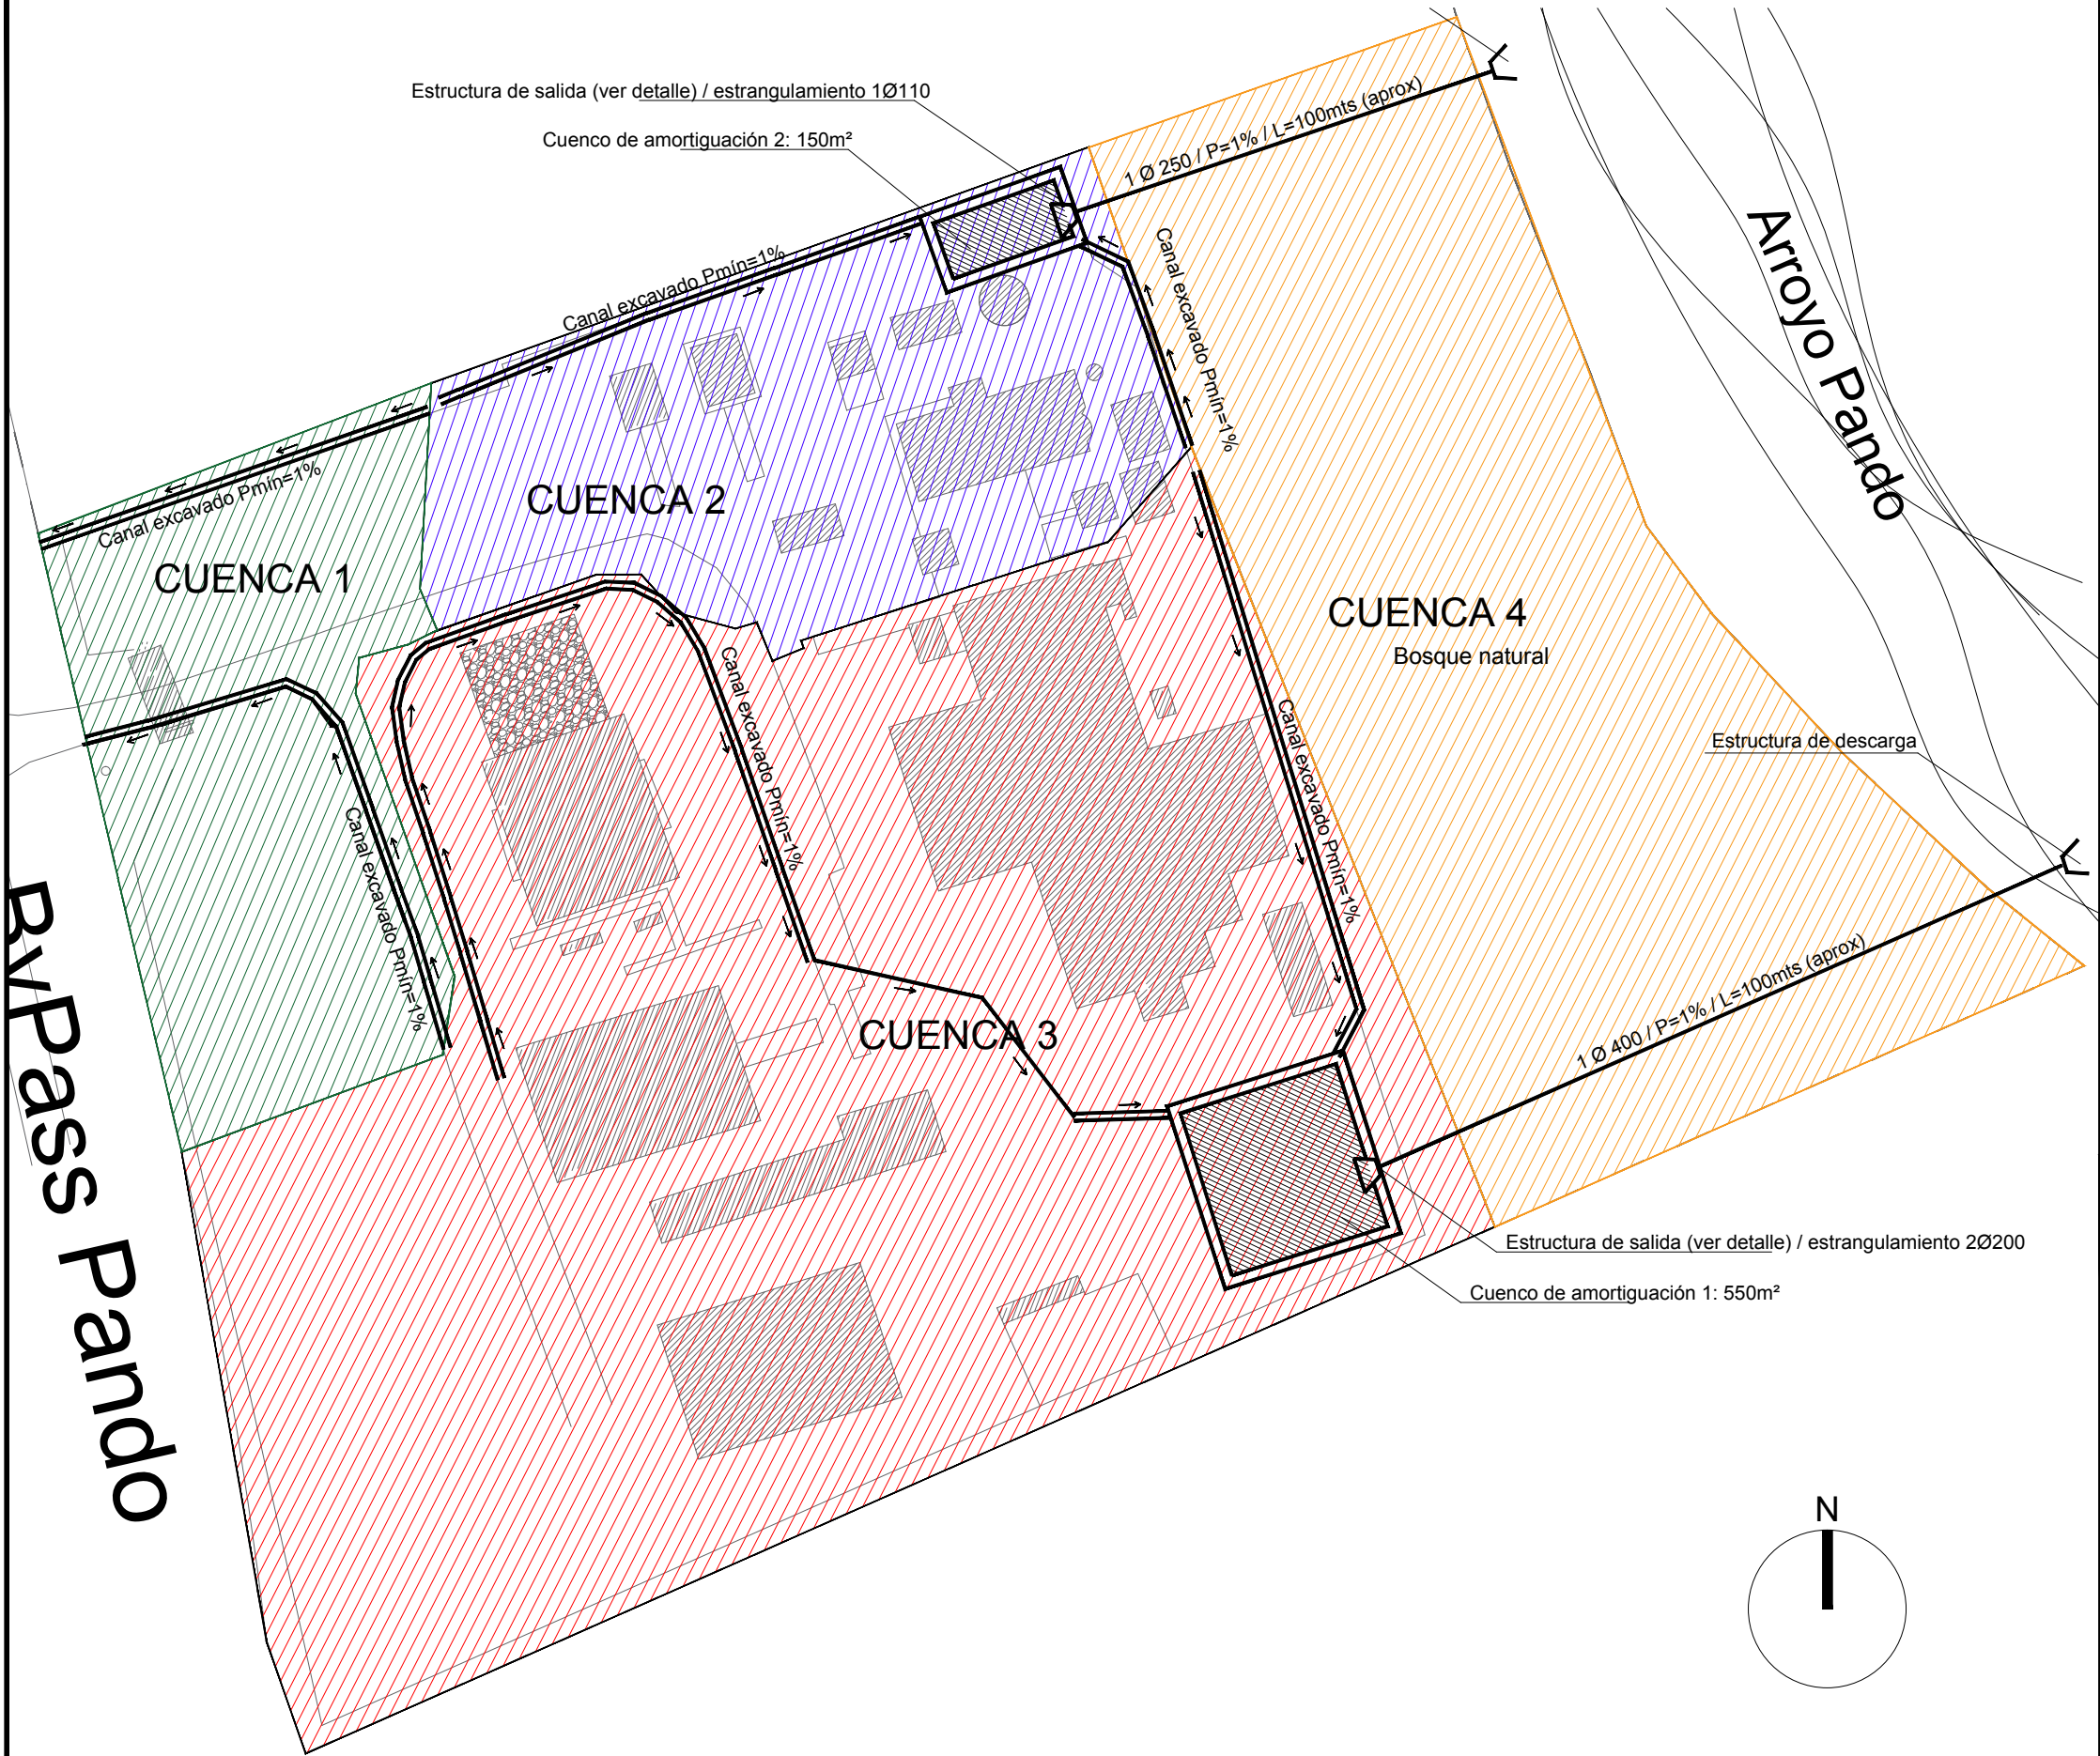 Estructura de salida (ver detalle) / estrangulamiento 1Ø110
Cuenco de amortiguación 2: 150m²
1 Ø 250 / P=1% / L=100mts (aprox)
Canal excavado Pmín=1%
Canal excavado Pmín=1%
Arroyo Pando
Canal excavado Pmín=1%
CUENCA 2
CUENCA 1
CUENCA 4
Bosque natural
Canal excavado Pmín=1%
Canal excavado Pmín=1%
Estructura de descarga
Canal excavado Pmín=1%
ByPass Pando
CUENCA 3
1 Ø 400 / P=1% / L=100mts (aprox)
Estructura de salida (ver detalle) / estrangulamiento 2Ø200
Cuenco de amortiguación 1: 550m²
N